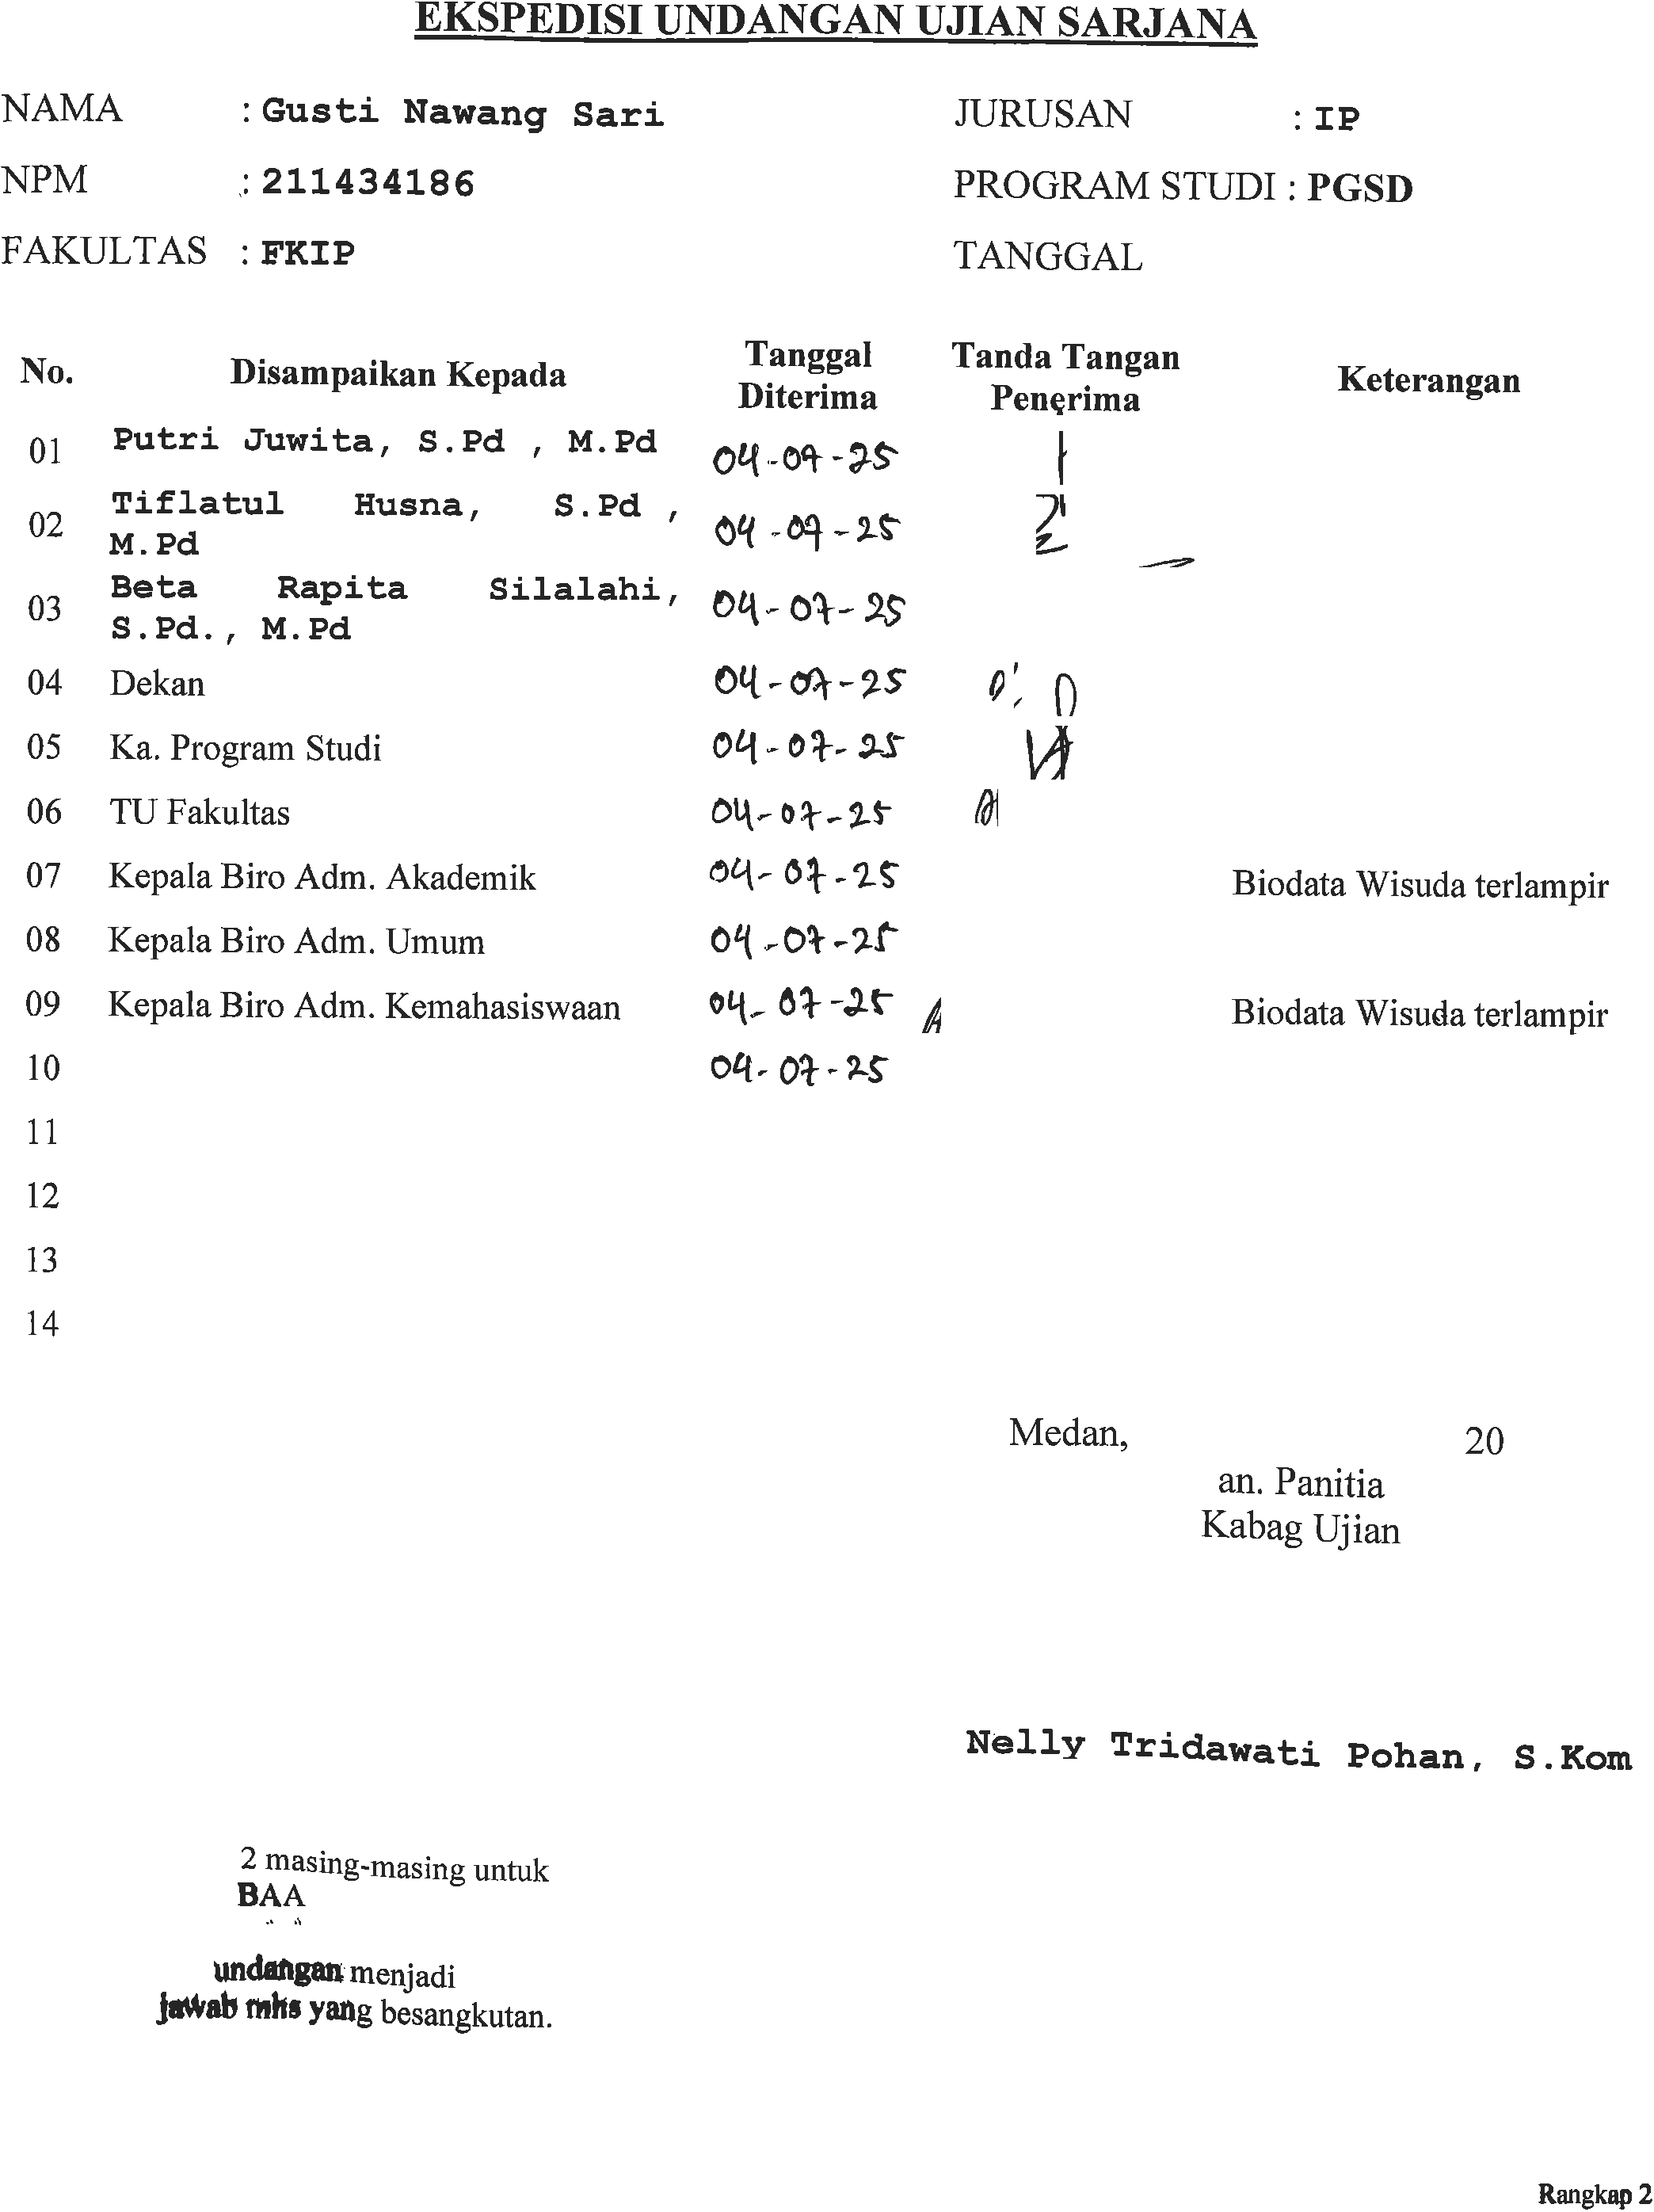 EKSPEDISI UNDANGAN UJIAN SARJANA
NAMA : Gusti Nawang Sari JURUSAN : IP
NPM : 211434186 PROGRAM STUDI : PGSD
FAKULTAS : FKIP TANGGAL
No. Disampaikan Kepada Tanggal Diterima Tanda Tangan Penerima Keterangan
01 Putri Juwita, S.Pd , M.Pd 04-07-25
02 Tiflatul Husna, S.Pd , M.Pd 04-07-25
03 Beta Rapita Silalahi, S.Pd., M.Pd 04-07-25
04 Dekan 04-07-25
05 Ka. Program Studi 04-07-25
06 TU Fakultas 04-07-25
07 Kepala Biro Adm. Akademik 04-07-25 Biodata Wisuda terlampir
08 Kepala Biro Adm. Umum 04-07-25
09 Kepala Biro Adm. Kemahasiswaan 04-07-25 Biodata Wisuda terlampir
10 04-07-25
11
12
13
14
Medan, 20
an. Panitia
Kabag Ujian
Nelly Tridawati Pohan, S.Kom
2 masing-masing untuk
BAA
undangan menjadi
jawab mhs yang besangkutan.
Rangkap 2